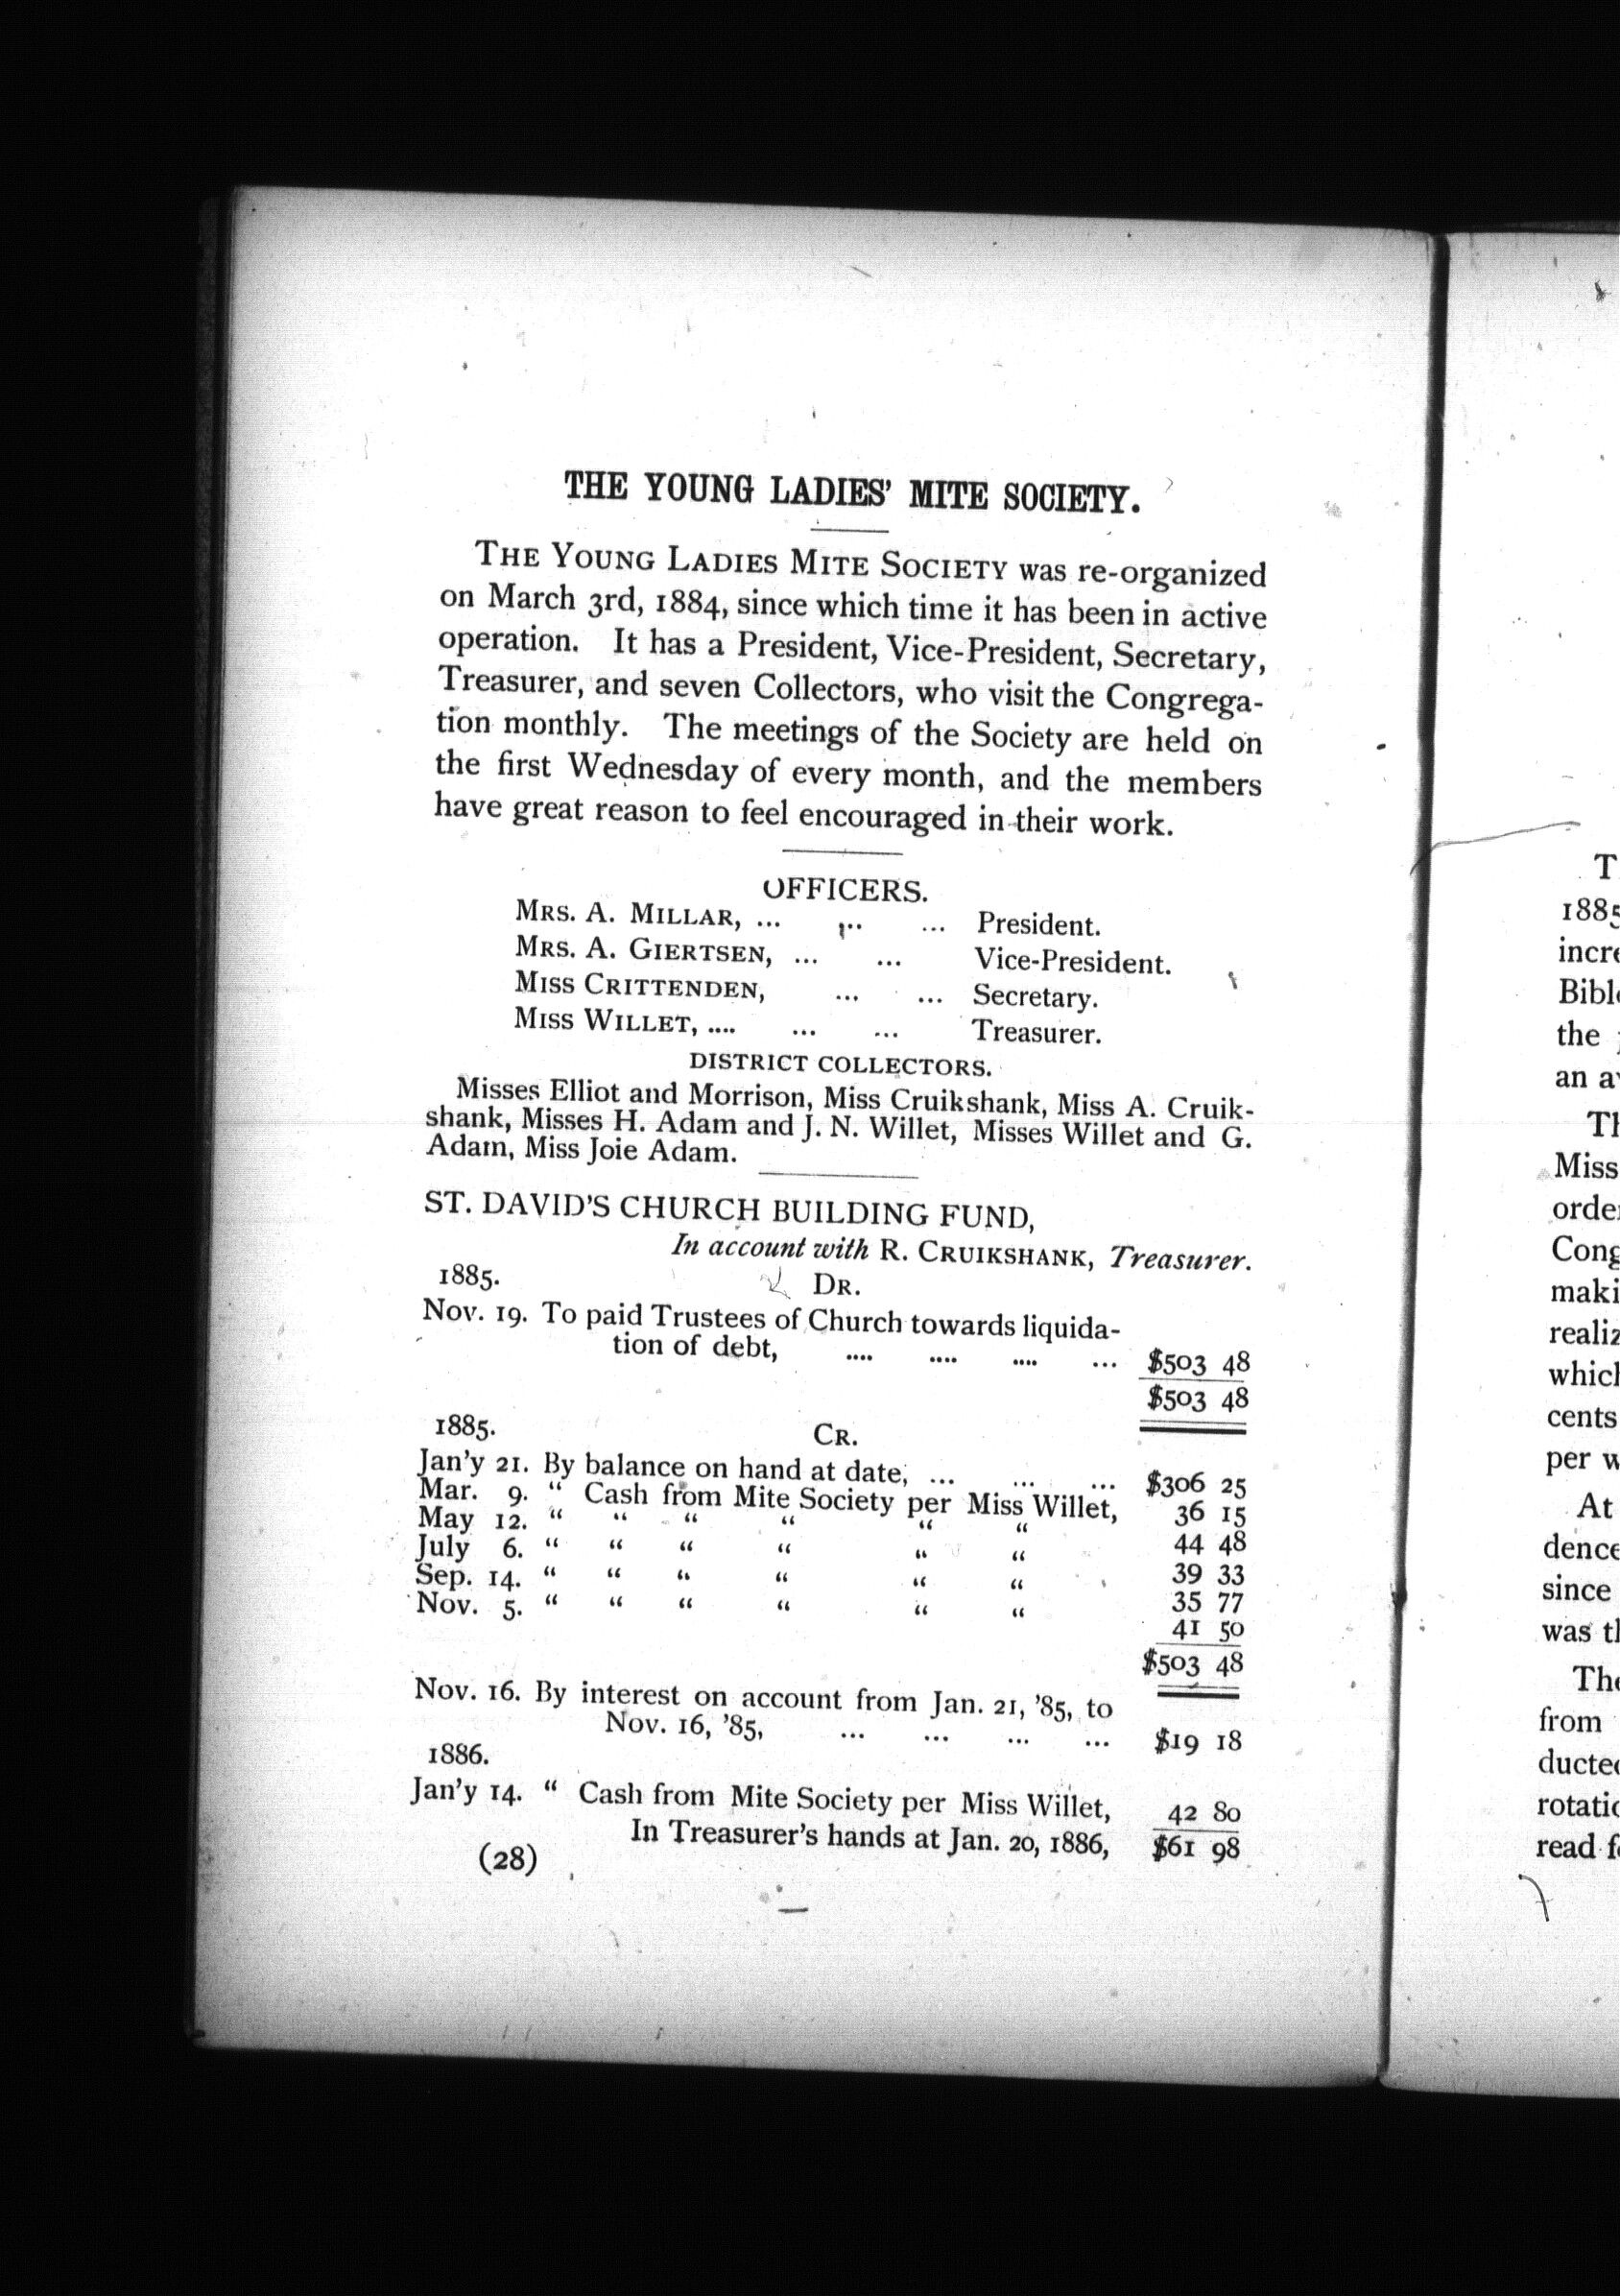 THE YOUNG LADIES' MITE SOCIETY.
THE YOUNG LADIES MITE SOCIETY was re-organized
on March 3rd, 1884, since which time it has been in active
operation. It has a President, Vice-President, Secretary,
Treasurer, and seven Collectors, who visit the Congrega-
tion monthly. The meetings of the Society are held on
the first Wednesday of every month, and the members
have great reason to feel encouraged in their work.
OFFICERS.
MRS. A. MILLAR, ... ... ... President.
MRS. A. GIERTSEN, ... ... Vice-President.
MISS CRITTENDEN, ... ... Secretary.
MISS WILLET, .... ... ... Treasurer.
DISTRICT COLLECTORS.
Misses Elliot and Morrison, Miss Cruikshank, Miss A. Cruik-
shank, Misses H. Adam and J. N. Willet, Misses Willet and G.
Adam, Miss Joie Adam.
ST. DAVID'S CHURCH BUILDING FUND,
In account with R. CRUIKSHANK, Treasurer.
1885. DR.
Nov. 19. To paid Trustees of Church towards liquida-
tion of debt, .... .... .... ... $503 48
$503 48
1885. CR.
Jan'y 21. By balance on hand at date, ... ... ... $306 25
Mar. 9. " Cash from Mite Society per Miss Willet, 36 15
May 12. " " " " " " 44 48
July 6. " " " " " " 39 33
Sep. 14. " " " " " " 35 77
Nov. 5. " " " " " " 41 50
$503 48
Nov. 16. By interest on account from Jan. 21, '85, to
Nov. 16, '85, ... ... ... ... $19 18
1886.
Jan'y 14. " Cash from Mite Society per Miss Willet, 42 80
In Treasurer's hands at Jan. 20, 1886, $61 98
(28)
T
1885
incre
Bibl
the
an a
Th
Miss
orde
Cong
maki
realiz
which
cents
per w
At
dence
since
was th
The
from
ducted
rotatio
read f